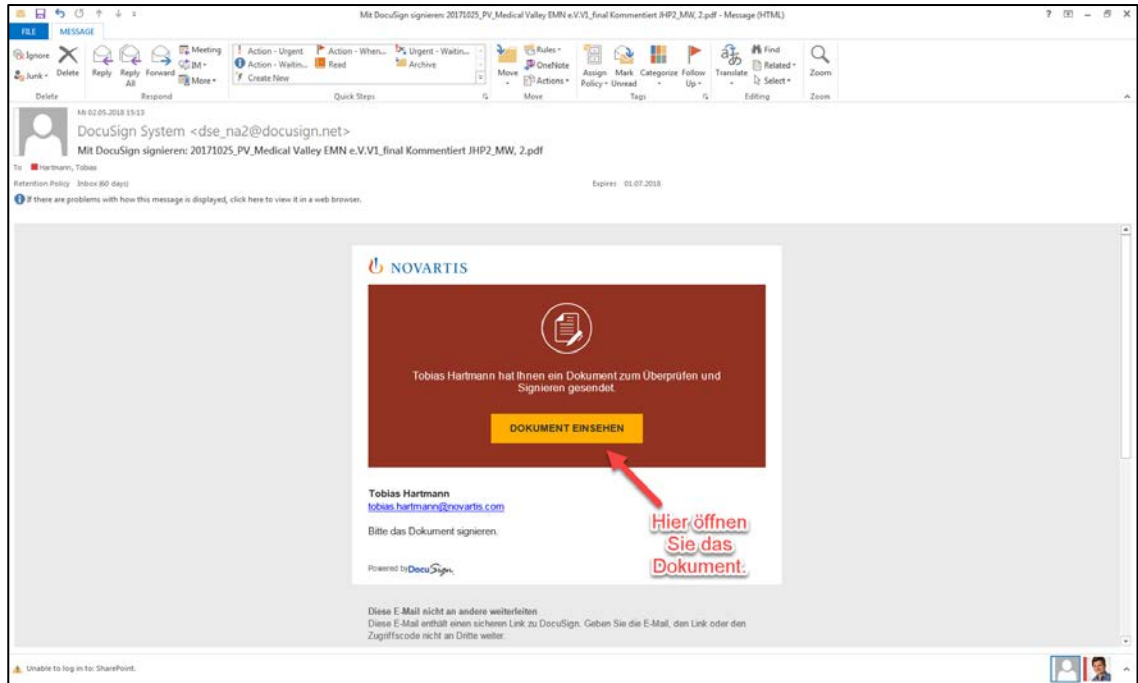 Mit DocuSign signieren: 20171025_PV_Medical Valley EMN e.V.V1_final Kommentiert JHP2_MW, 2.pdf - Message (HTML)
FILE MESSAGE
Ignore
Junk
Delete
Reply
Reply All
Forward
Meeting
IM
More
Action - Urgent
Action - Waitin...
Create New
Action - When...
Read
Urgent - Waitin...
Archive
Move
Rules
OneNote
Actions
Assign Policy
Mark Unread
Categorize
Follow Up
Translate
Find
Related
Select
Zoom
Delete Respond Quick Steps Move Tags Editing Zoom
Mi 02.05.2018 15:13
DocuSign System <dse_na2@docusign.net>
Mit DocuSign signieren: 20171025_PV_Medical Valley EMN e.V.V1_final Kommentiert JHP2_MW, 2.pdf
To Hartmann, Tobias
Retention Policy Inbox (60 days) Expires 01.07.2018
If there are problems with how this message is displayed, click here to view it in a web browser.
NOVARTIS
Tobias Hartmann hat Ihnen ein Dokument zum Überprüfen und
Signieren gesendet.
DOKUMENT EINSEHEN
Tobias Hartmann
tobias.hartmann@novartis.com
Bitte das Dokument signieren.
Hier öffnen
Sie das
Dokument.
Powered by DocuSign
Diese E-Mail nicht an andere weiterleiten
Diese E-Mail enthält einen sicheren Link zu DocuSign. Geben Sie die E-Mail, den Link oder den
Zugriffscode nicht an Dritte weiter.
Unable to log in to: SharePoint.